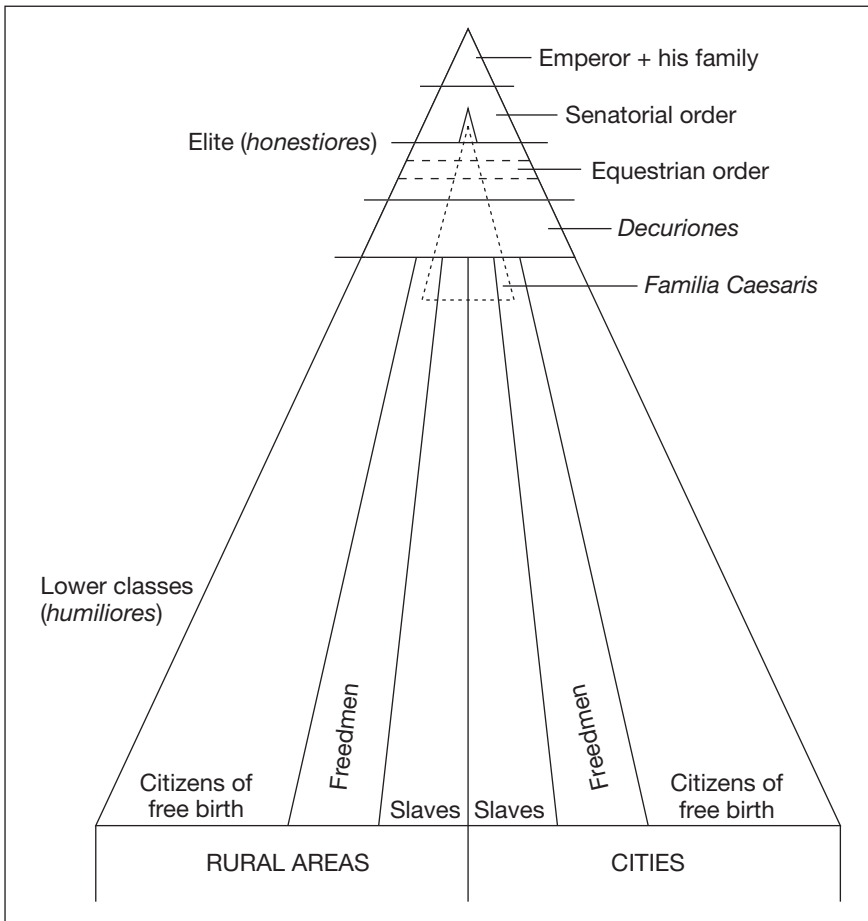 Emperor + his family
Senatorial order
Elite (honestiores)
Equestrian order
Decuriones
Familia Caesaris
Lower classes
(humiliores)
Citizens of
free birth
Freedmen
Slaves
Slaves
Freedmen
Citizens of
free birth
RURAL AREAS
CITIES